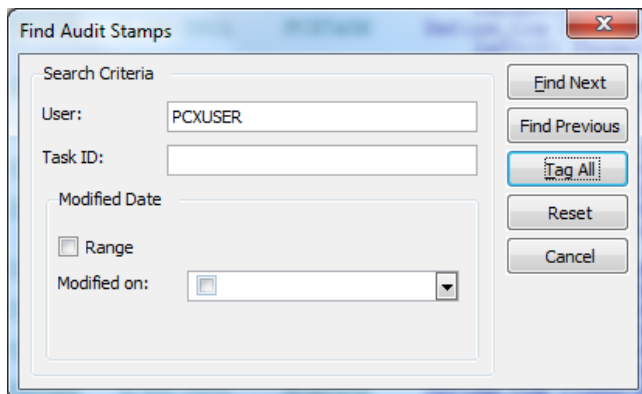 Find Audit Stamps
Search Criteria
User: PCXUSER
Task ID:
Modified Date
Range
Modified on:
Find Next
Find Previous
Tag All
Reset
Cancel